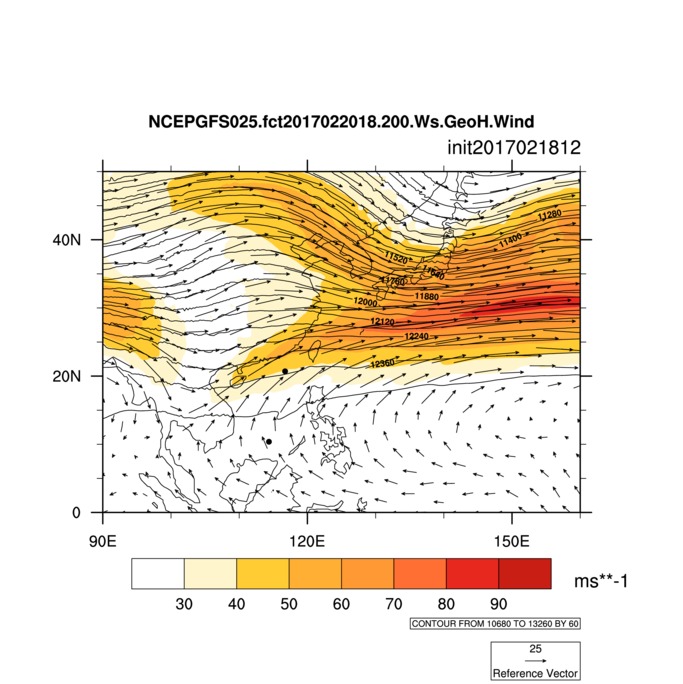 NCEPGFS025.fct2017022018.200.Ws.GeoH.Wind
init2017021812
11280
40N
11400
11520
11640
11760
11880
12000
12120
12240
12360
20N
0
90E
120E
150E
ms**-1
30
40
50
60
70
80
90
CONTOUR FROM 10680 TO 13260 BY 60
25
Reference Vector